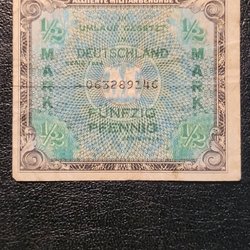 ALLIIERTE MILITÄRBEHÖRDE
IN UMLAUF GESETZT
1/2 DEUTSCHLAND 1/2
MARK SERIE 1944 MARK
-063289146
FÜNFZIG
PFENNIG
1/2 1/2